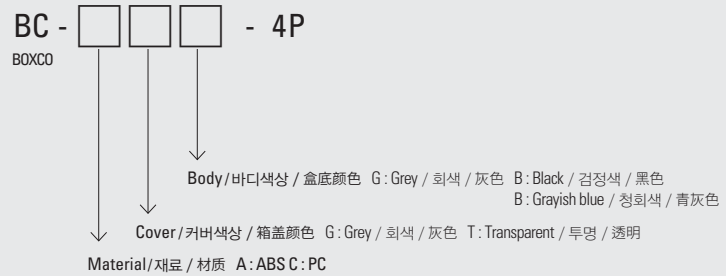 BC - □□□ - 4P
BOXCO
Body/바디색상 / 盒底颜色 G : Grey / 회색 / 灰色 B : Black / 검정색 / 黑色
B : Grayish blue / 청회색 / 青灰色
Cover/커버색상 / 箱盖颜色 G : Grey / 회색 / 灰色 T : Transparent / 투명 / 透明
Material/재료 / 材质 A : ABS C : PC